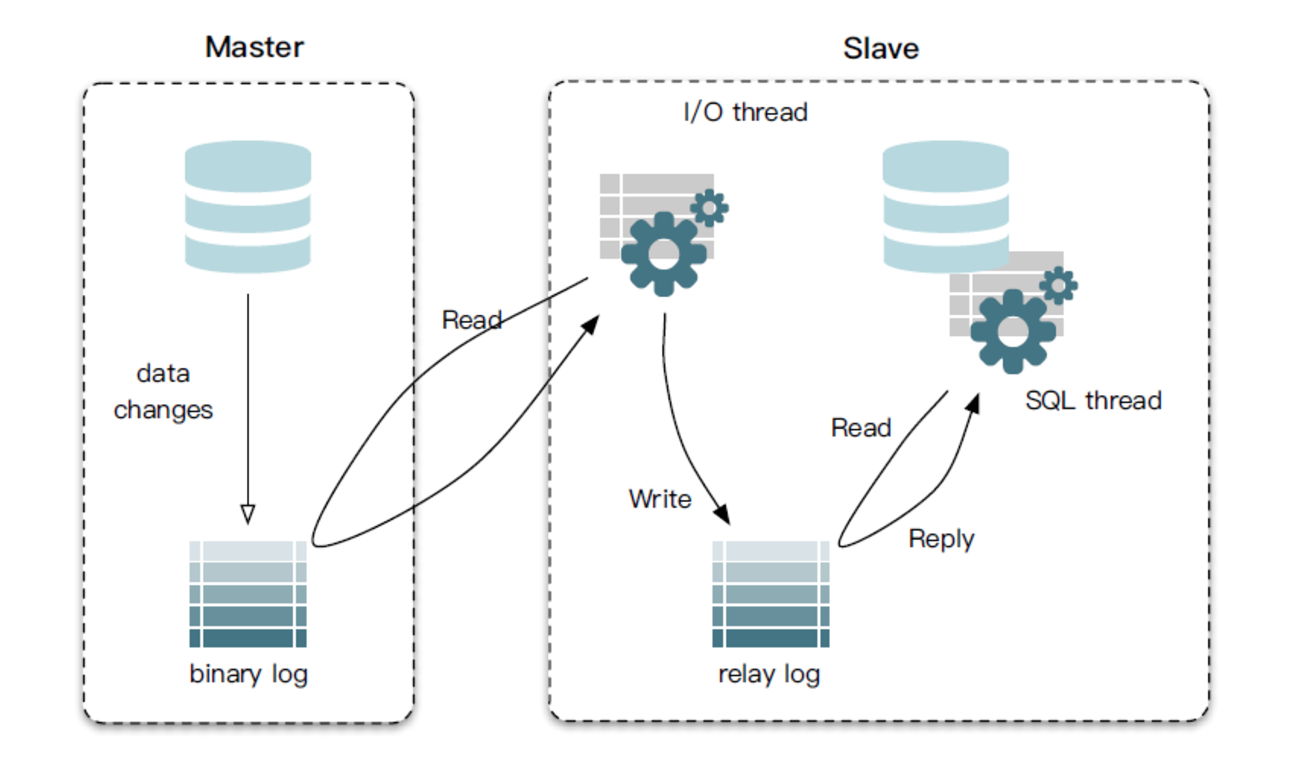 Master
Slave
I/O thread
Read
data
changes
SQL thread
Read
Write
Reply
binary log
relay log